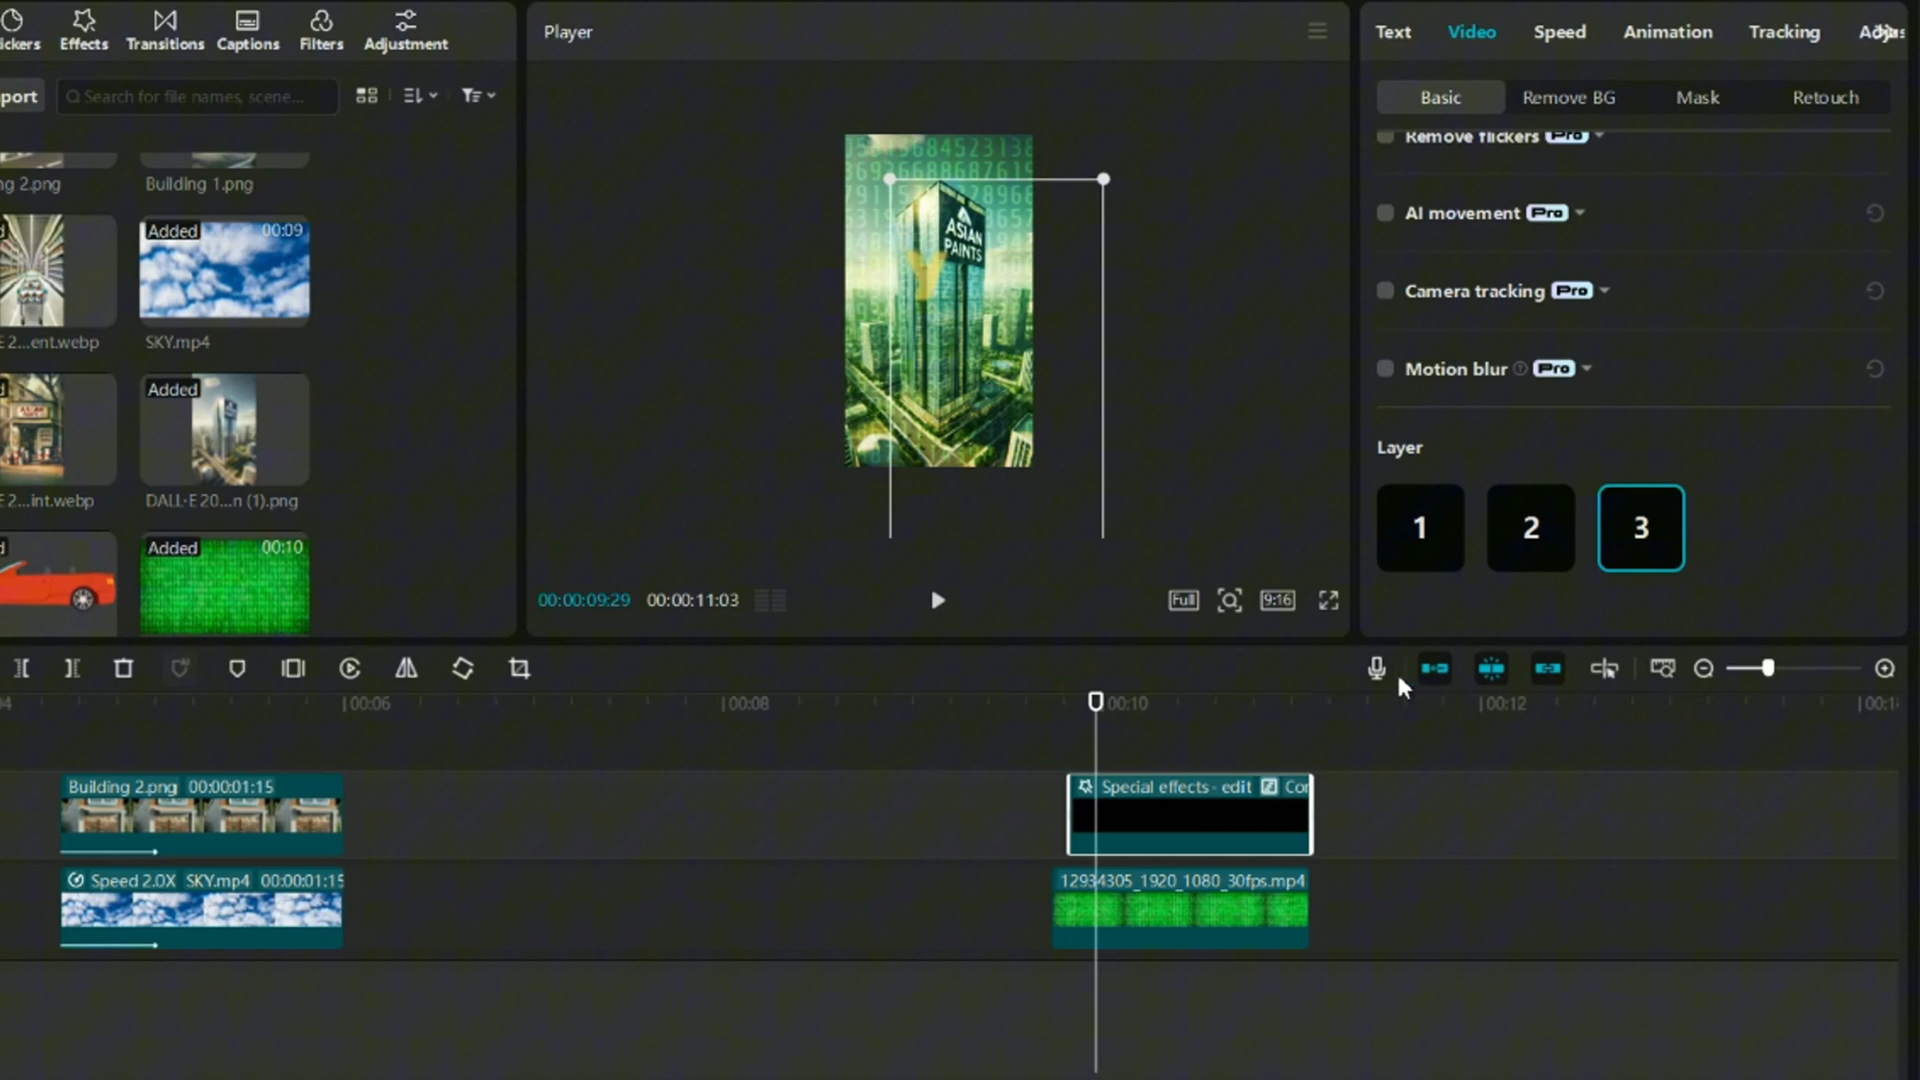 ickers Effects Transitions Captions Filters Adjustment
port Search for file names, scene...
ng 2.png Building 1.png
Added 00:09
E 2...ent.webp SKY.mp4
Added
E 2...int.webp DALL·E 20...n (1).png
Added 00:10
Player
ASIAN
PAINTS
Y
00:00:09:29 00:00:11:03 Full 9:16
Text Video Speed Animation Tracking
Basic Remove BG Mask Retouch
Remove flickers Pro
AI movement Pro
Camera tracking Pro
Motion blur Pro
Layer
1 2 3
00:06 00:08 00:10 00:12
Building 2.png 00:00:01:15
Special effects - edit Cor
Speed 2.0X SKY.mp4 00:00:01:15
12934305_1920_1080_30fps.mp4